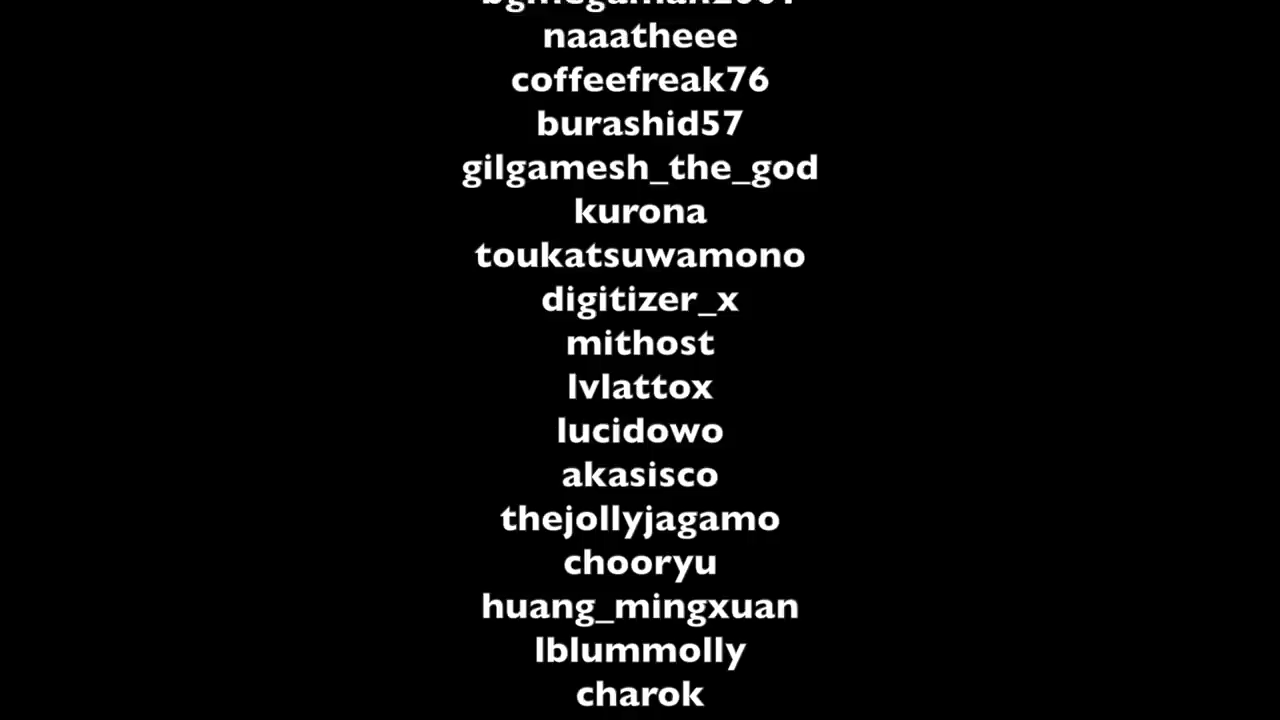 naaatheee
coffeefreak76
burashid57
gilgamesh_the_god
kurona
toukatsuwamono
digitizer_x
mithost
lvlattox
lucidowo
akasisco
thejollyjagamo
chooryu
huang_mingxuan
lblummolly
charok